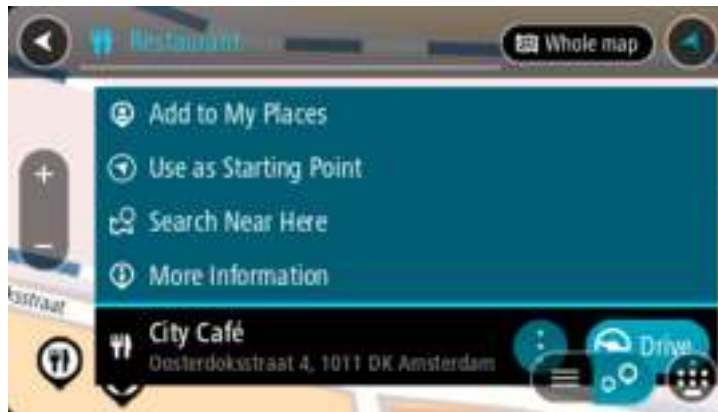 Restaurant
Whole map
Add to My Places
Use as Starting Point
Search Near Here
More Information
City Café
Drive
Oosterdoksstraat 4, 1011 DK Amsterdam